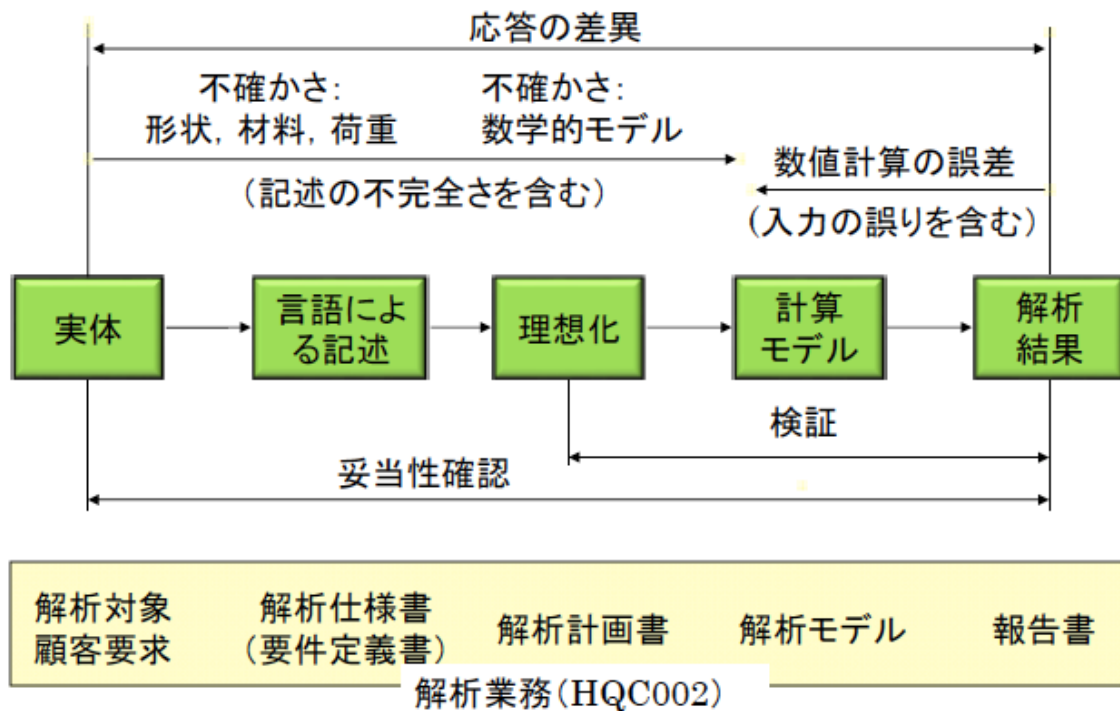 応答の差異
不確かさ:
形状, 材料, 荷重
不確かさ:
数学的モデル
(記述の不完全さを含む)
数値計算の誤差
(入力の誤りを含む)
実体
言語によ
る記述
理想化
計算
モデル
解析
結果
検証
妥当性確認
解析対象
顧客要求
解析仕様書
(要件定義書)
解析計画書
解析モデル
報告書
解析業務(HQC002)